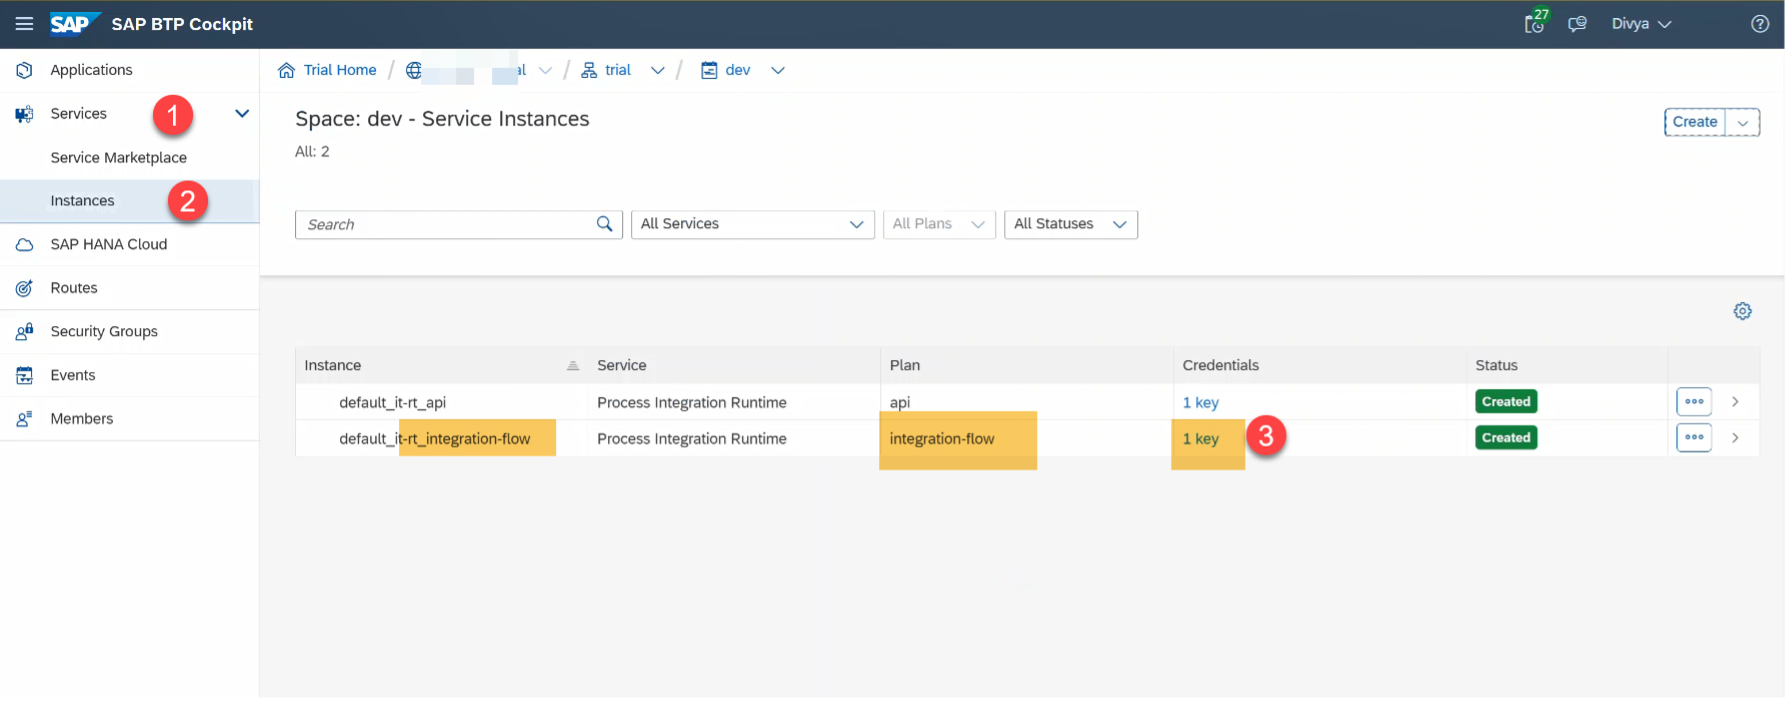 SAP SAP BTP Cockpit 27 Divya
Applications
Services 1
Service Marketplace
Instances 2
SAP HANA Cloud
Routes
Security Groups
Events
Members
Trial Home / al / trial / dev
Space: dev - Service Instances
Create
All: 2
Search All Services All Plans All Statuses
Instance Service Plan Credentials Status
default_it-rt_api Process Integration Runtime api 1 key Created
default_it-rt_integration-flow Process Integration Runtime integration-flow 1 key 3 Created